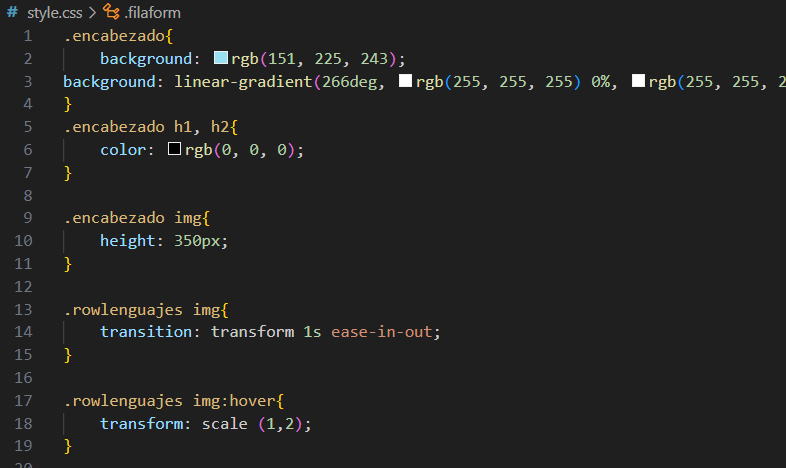 # style.css > .filaform
1 .encabezado{
2 background: rgb(151, 225, 243);
3 background: linear-gradient(266deg, rgb(255, 255, 255) 0%, rgb(255, 255, 2
4 }
5 .encabezado h1, h2{
6 color: rgb(0, 0, 0);
7 }
8
9 .encabezado img{
10 height: 350px;
11 }
12
13 .rowlenguajes img{
14 transition: transform 1s ease-in-out;
15 }
16
17 .rowlenguajes img:hover{
18 transform: scale (1,2);
19 }
20